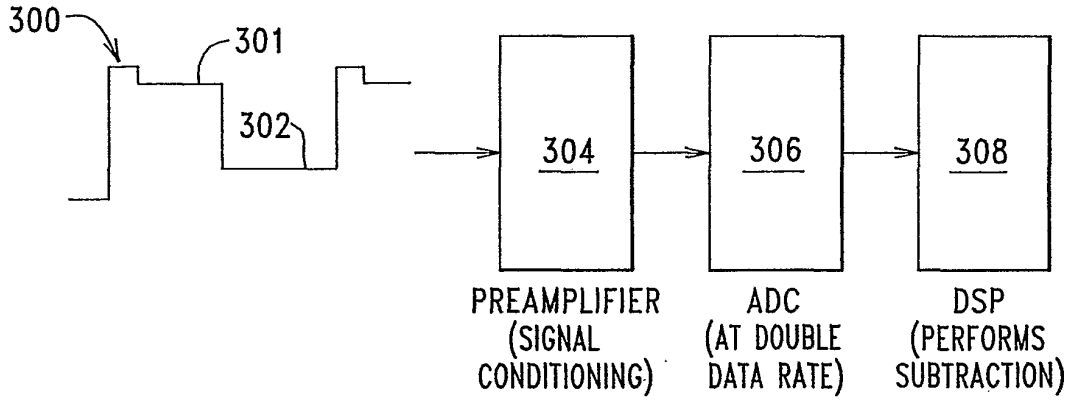 300
301
302
304
306
308
PREAMPLIFIER
(SIGNAL
CONDITIONING)
ADC
(AT DOUBLE
DATA RATE)
DSP
(PERFORMS
SUBTRACTION)